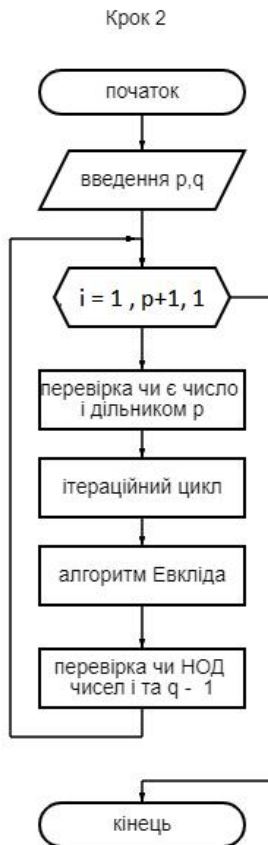 Крок 2
початок
введення p,q
i = 1 , p+1, 1
перевірка чи є число
і дільником р
ітераційний цикл
алгоритм Евкліда
перевірка чи НОД
чисел і та q - 1
кінець